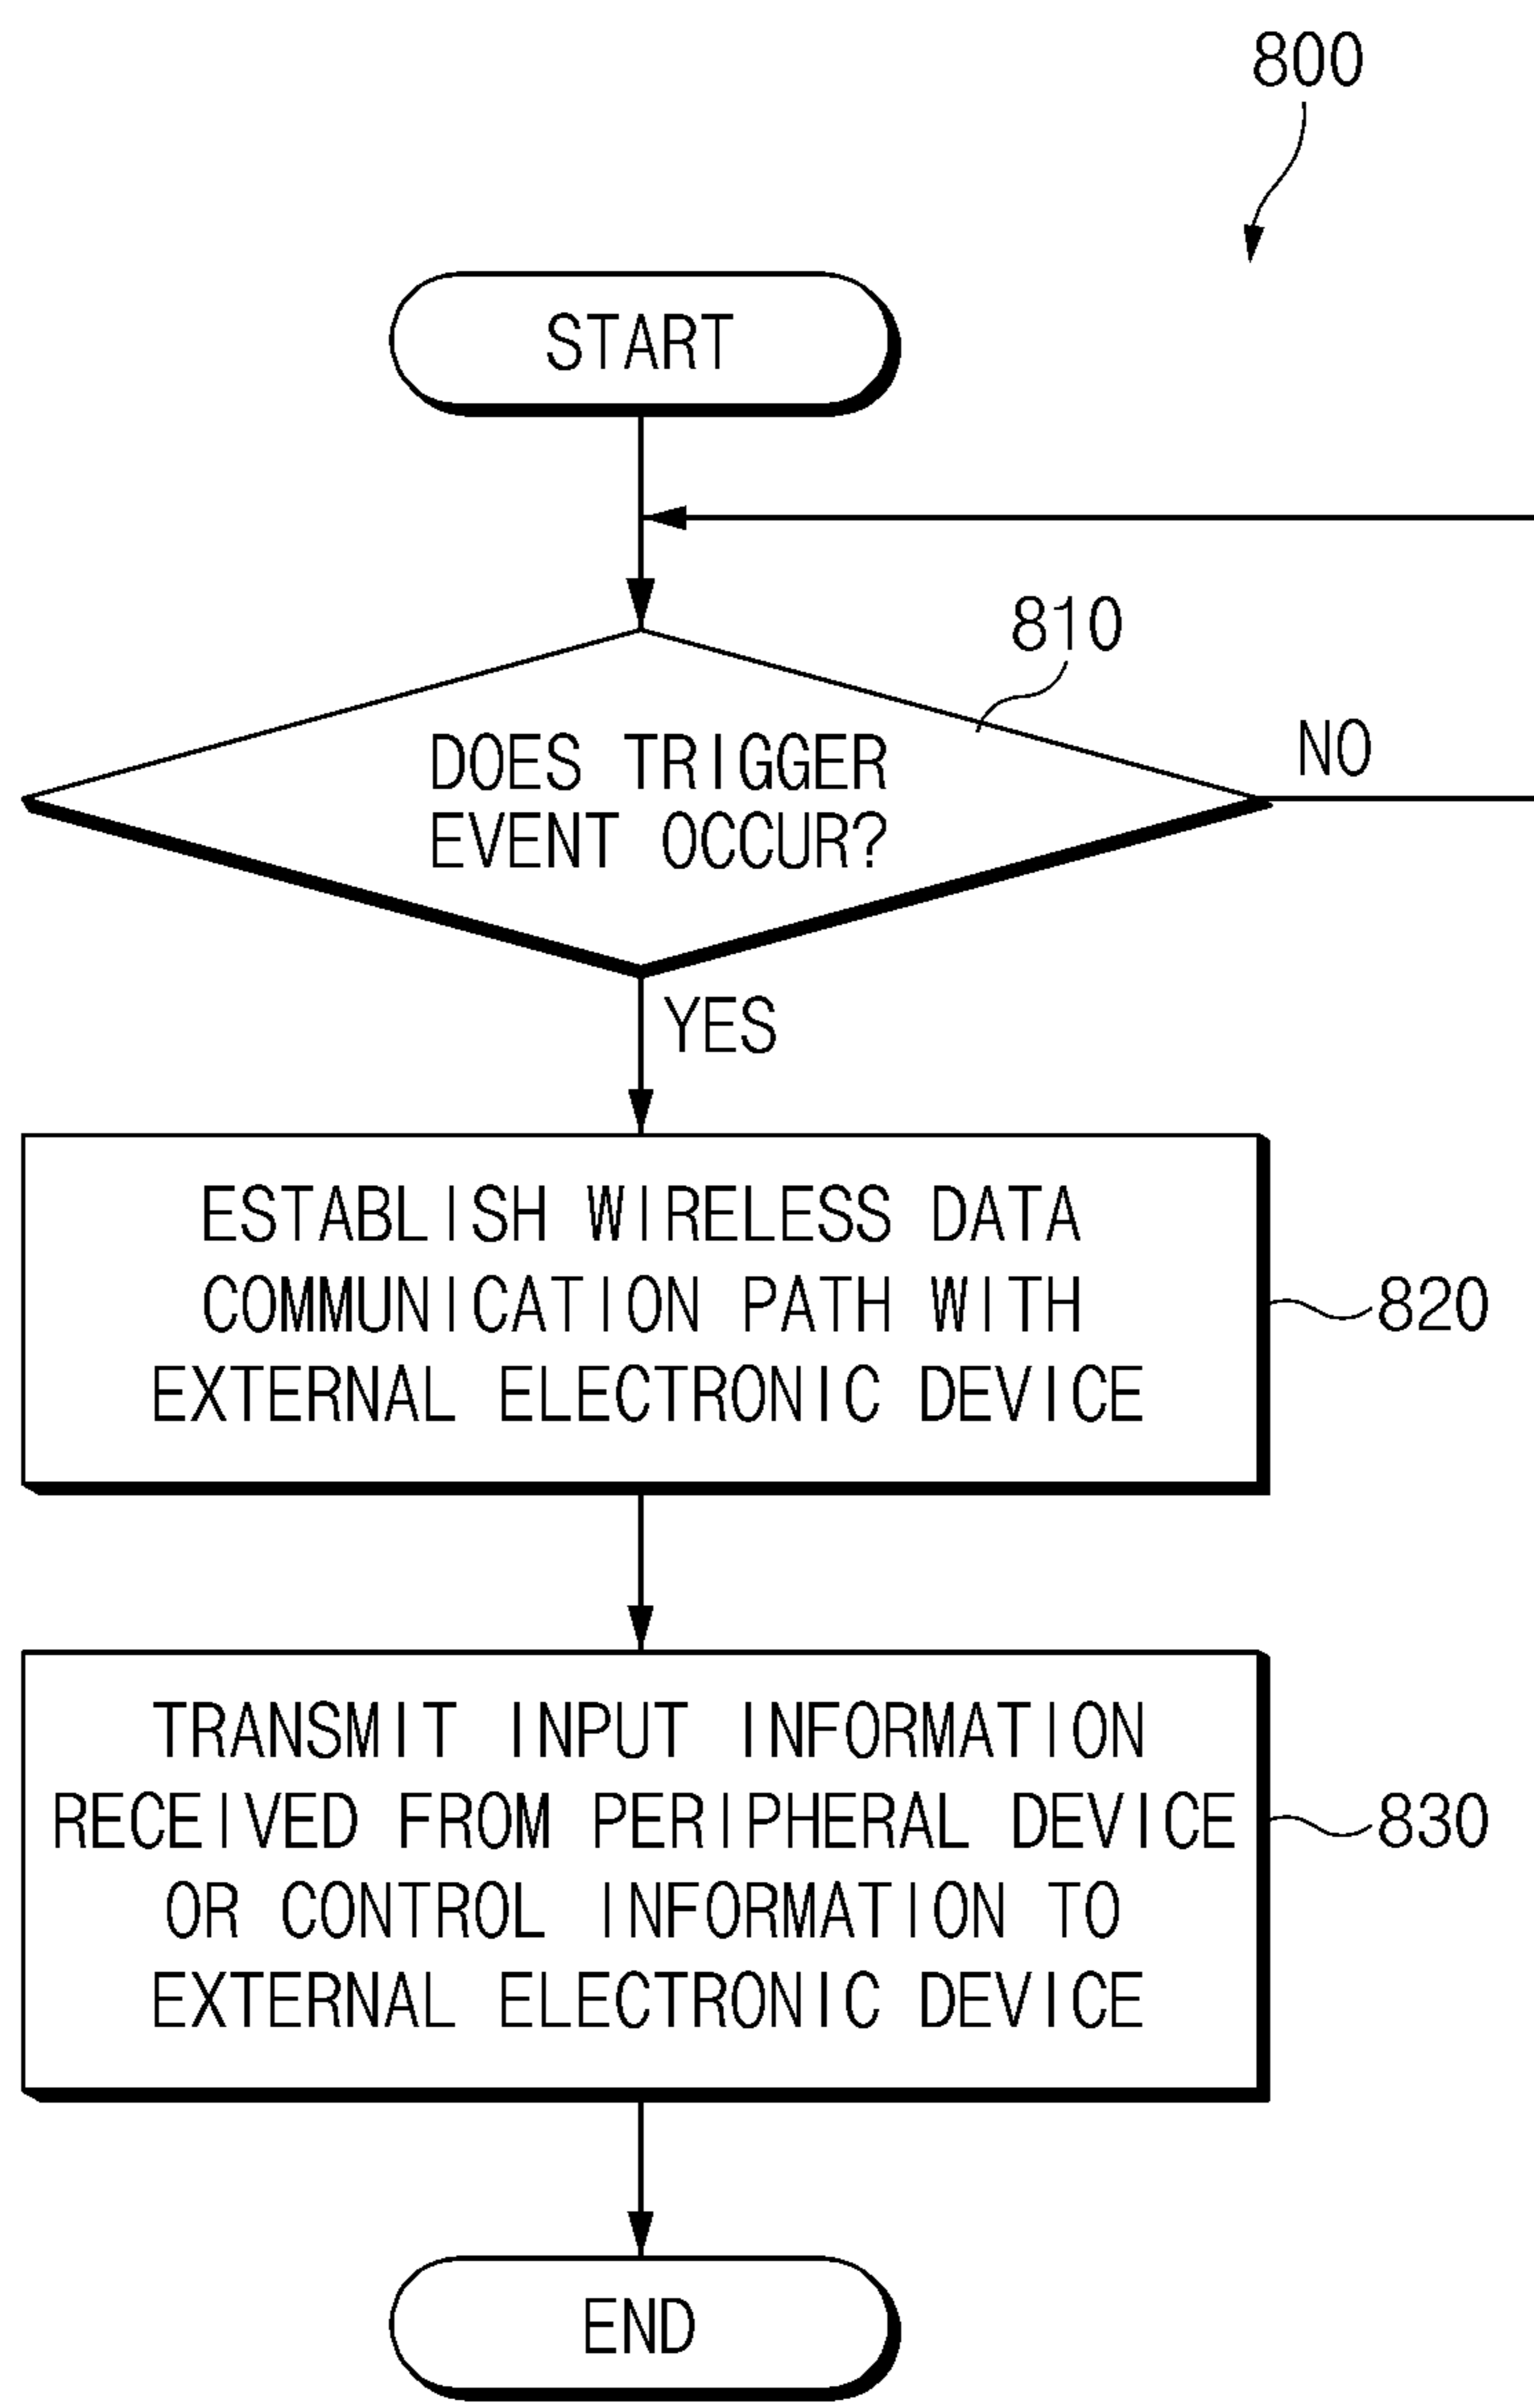 800
START
810
DOES TRIGGER
EVENT OCCUR?
NO
YES
ESTABLISH WIRELESS DATA
COMMUNICATION PATH WITH
EXTERNAL ELECTRONIC DEVICE
820
TRANSMIT INPUT INFORMATION
RECEIVED FROM PERIPHERAL DEVICE
OR CONTROL INFORMATION TO
EXTERNAL ELECTRONIC DEVICE
830
END